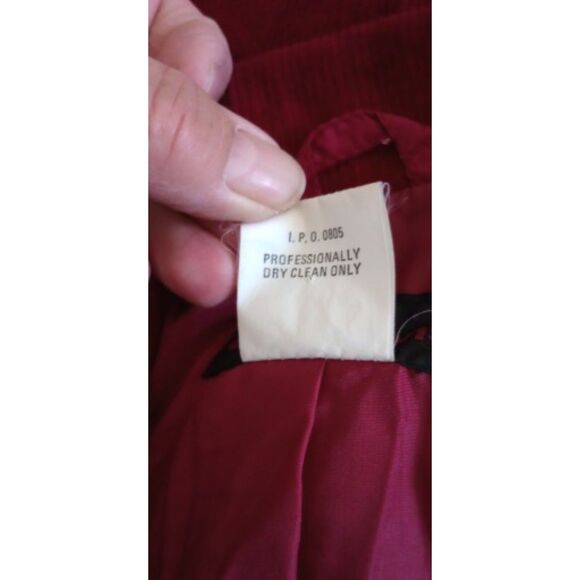 I. P. O. 0805
PROFESSIONALLY
DRY CLEAN ONLY